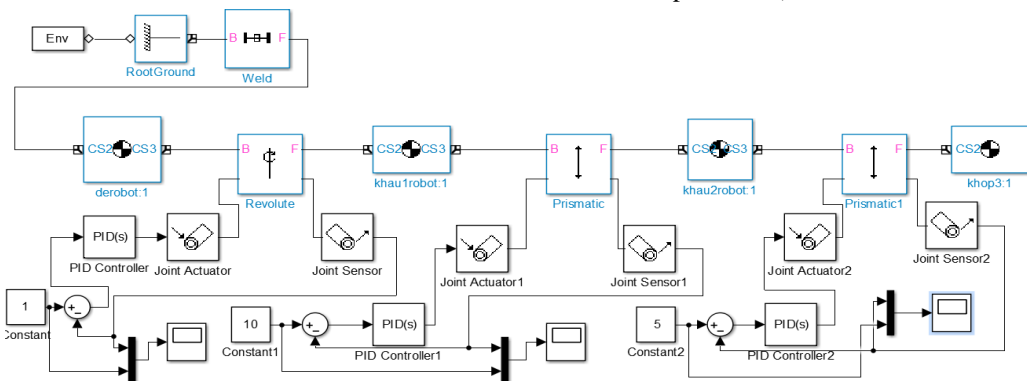 Env
RootGround
B F
Weld
CS2 CS3
derobot:1
B F
Revolute
CS2 CS3
khau1robot:1
B F
Prismatic
CS2 CS3
khau2robot:1
B F
Prismatic1
CS2
khop3:1
PID(s)
PID Controller
Joint Actuator
Joint Sensor
Joint Actuator1
Joint Sensor1
Joint Actuator2
Joint Sensor2
1
Constant
+
−
10
Constant1
+
−
PID(s)
PID Controller1
5
Constant2
+
−
PID(s)
PID Controller2